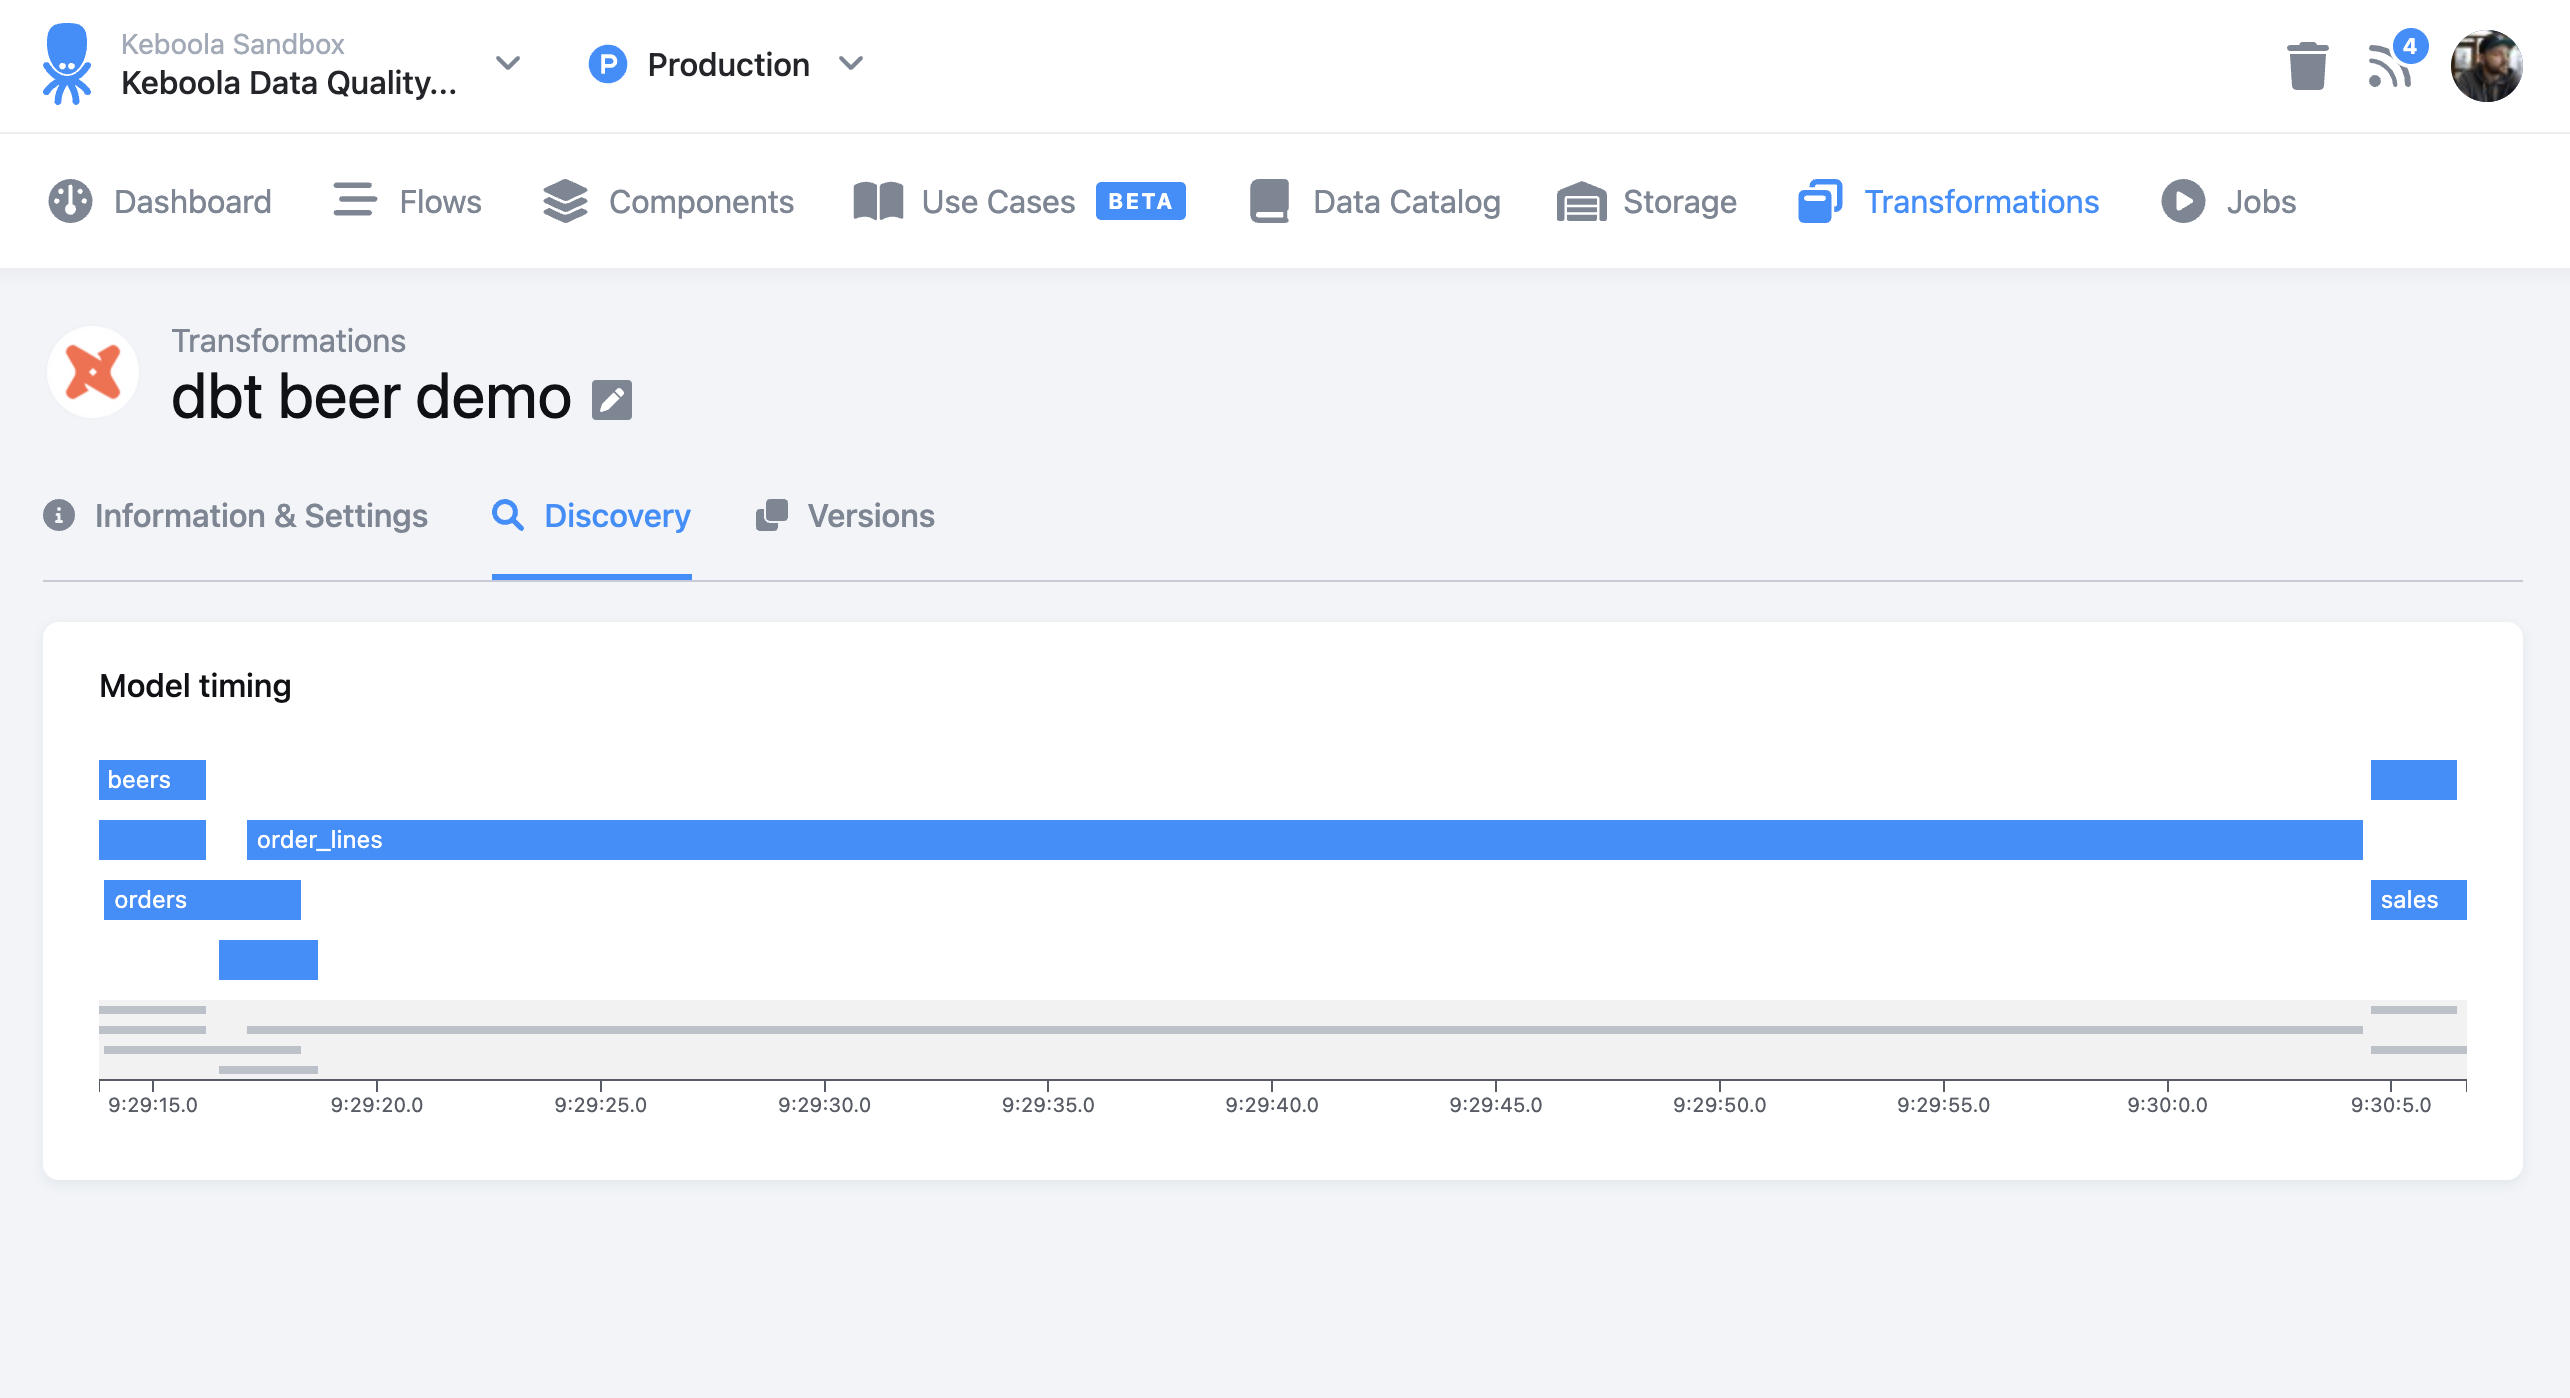 Keboola Sandbox
Keboola Data Quality...
P Production
4
Dashboard Flows Components Use Cases BETA Data Catalog Storage Transformations Jobs
Transformations
dbt beer demo
Information & Settings Discovery Versions
Model timing
beers
order_lines
orders sales
9:29:15.0 9:29:20.0 9:29:25.0 9:29:30.0 9:29:35.0 9:29:40.0 9:29:45.0 9:29:50.0 9:29:55.0 9:30:0.0 9:30:5.0